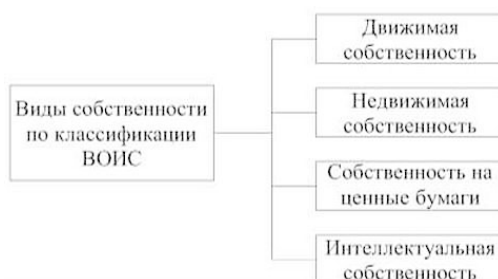 Виды собственности
по классификации
ВОИС
Движимая
собственность
Недвижимая
собственность
Собственность на
ценные бумаги
Интеллектуальная
собственность